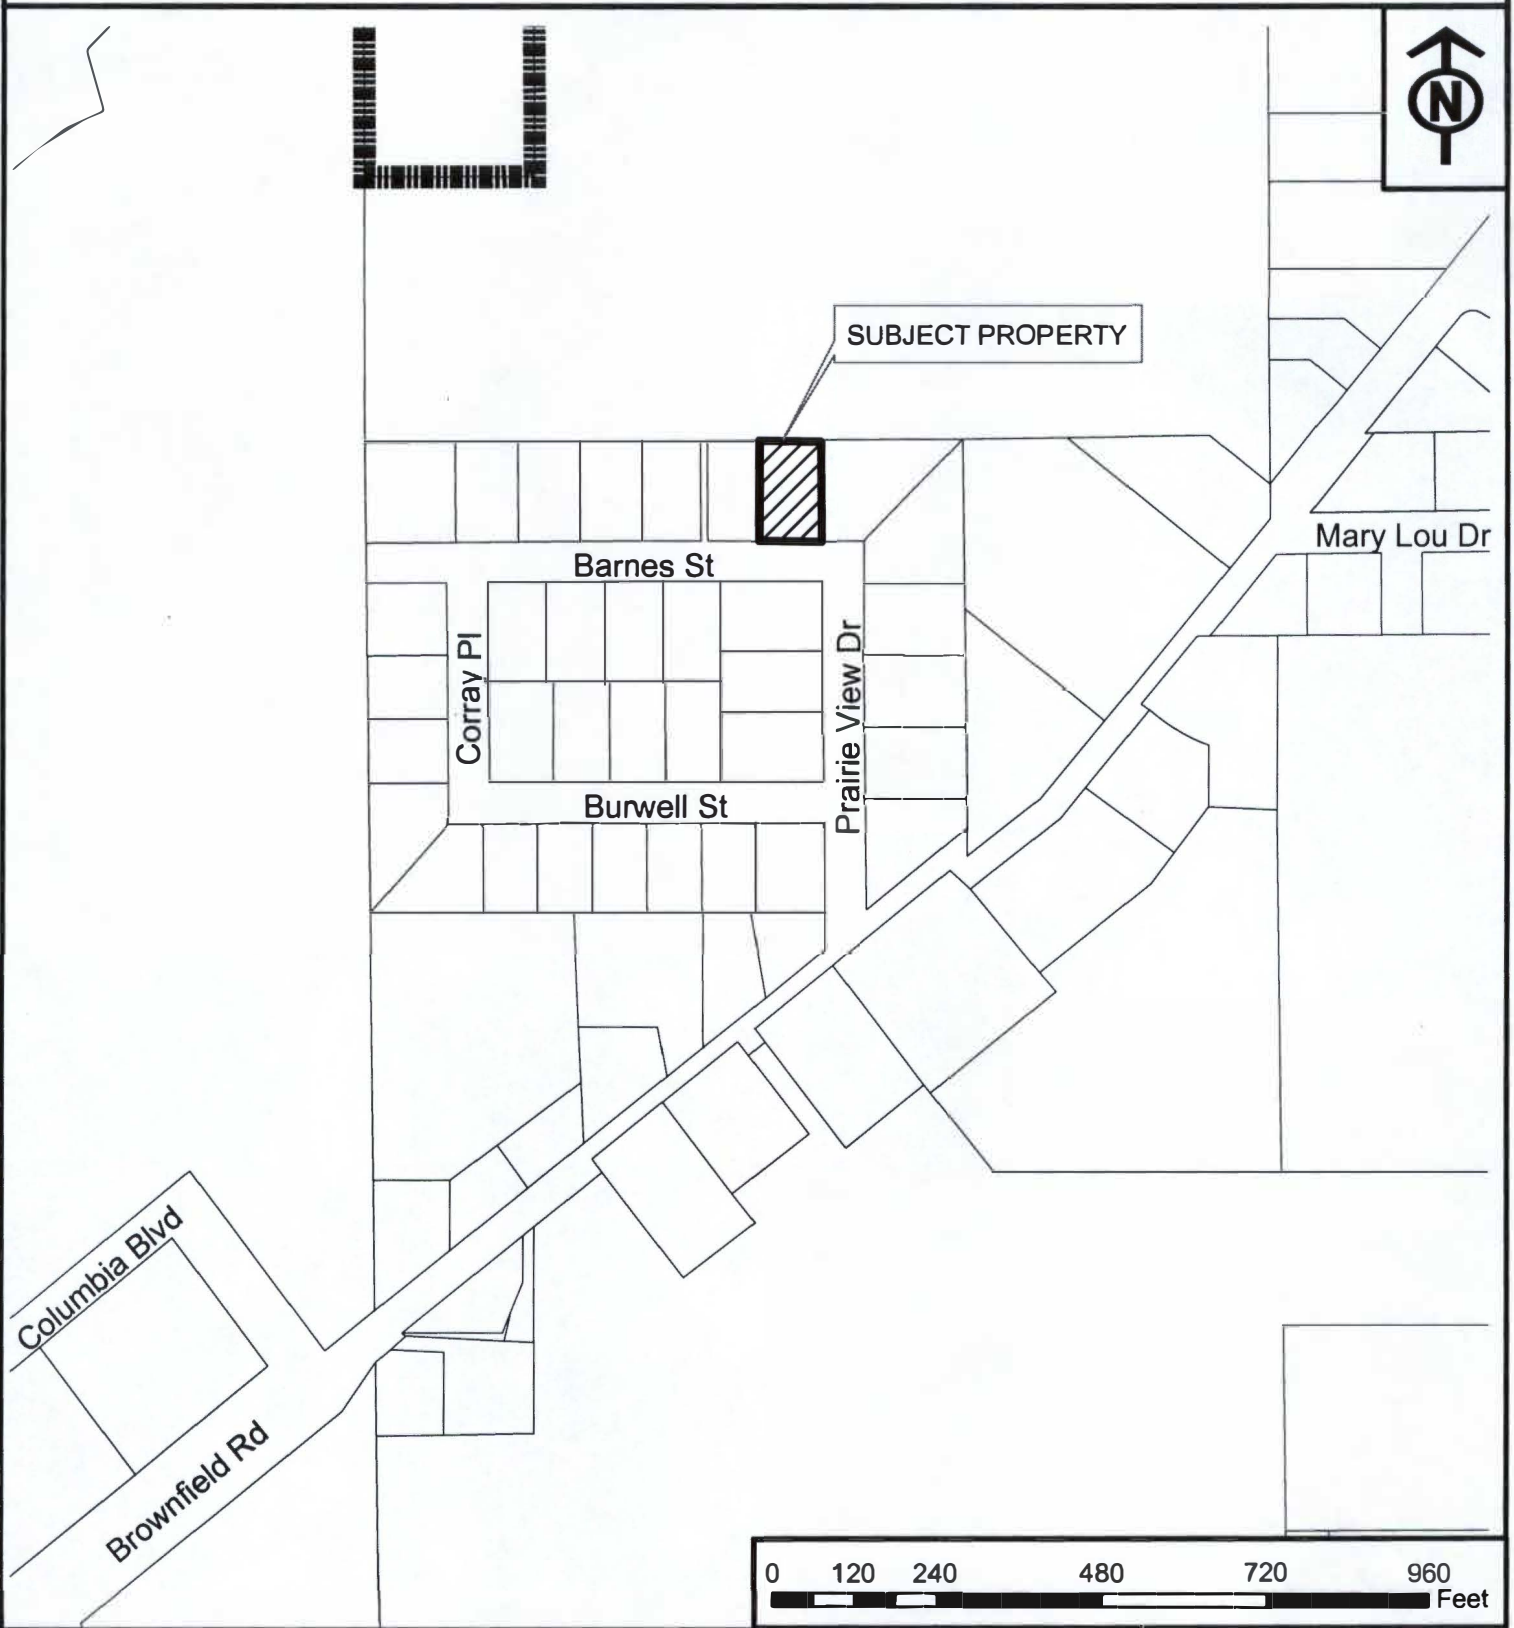 N
SUBJECT PROPERTY
Mary Lou Dr
Barnes St
Corray Pl
Prairie View Dr
Burwell St
Columbia Blvd
Brownfield Rd
0 120 240 480 720 960
Feet